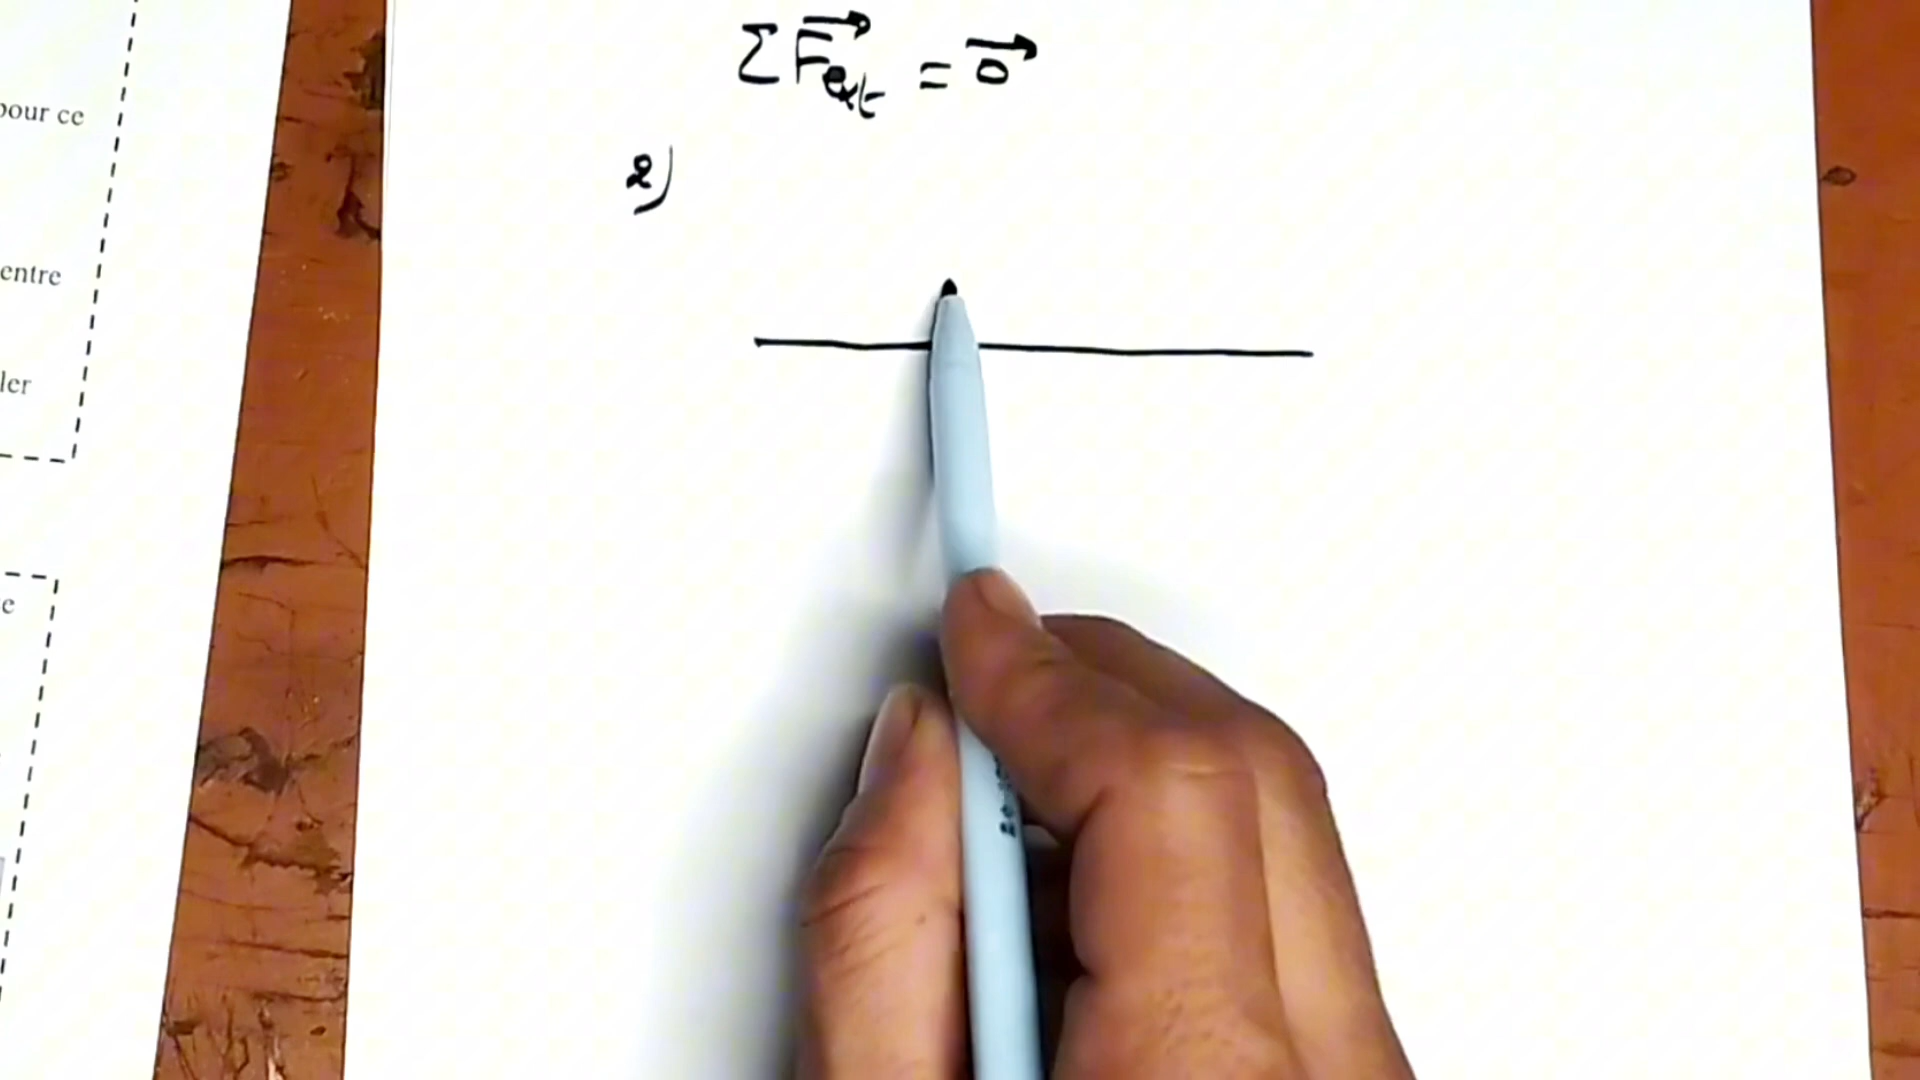 ΣF⃗ext = 0⃗
pour ce
2)
entre
ler
e